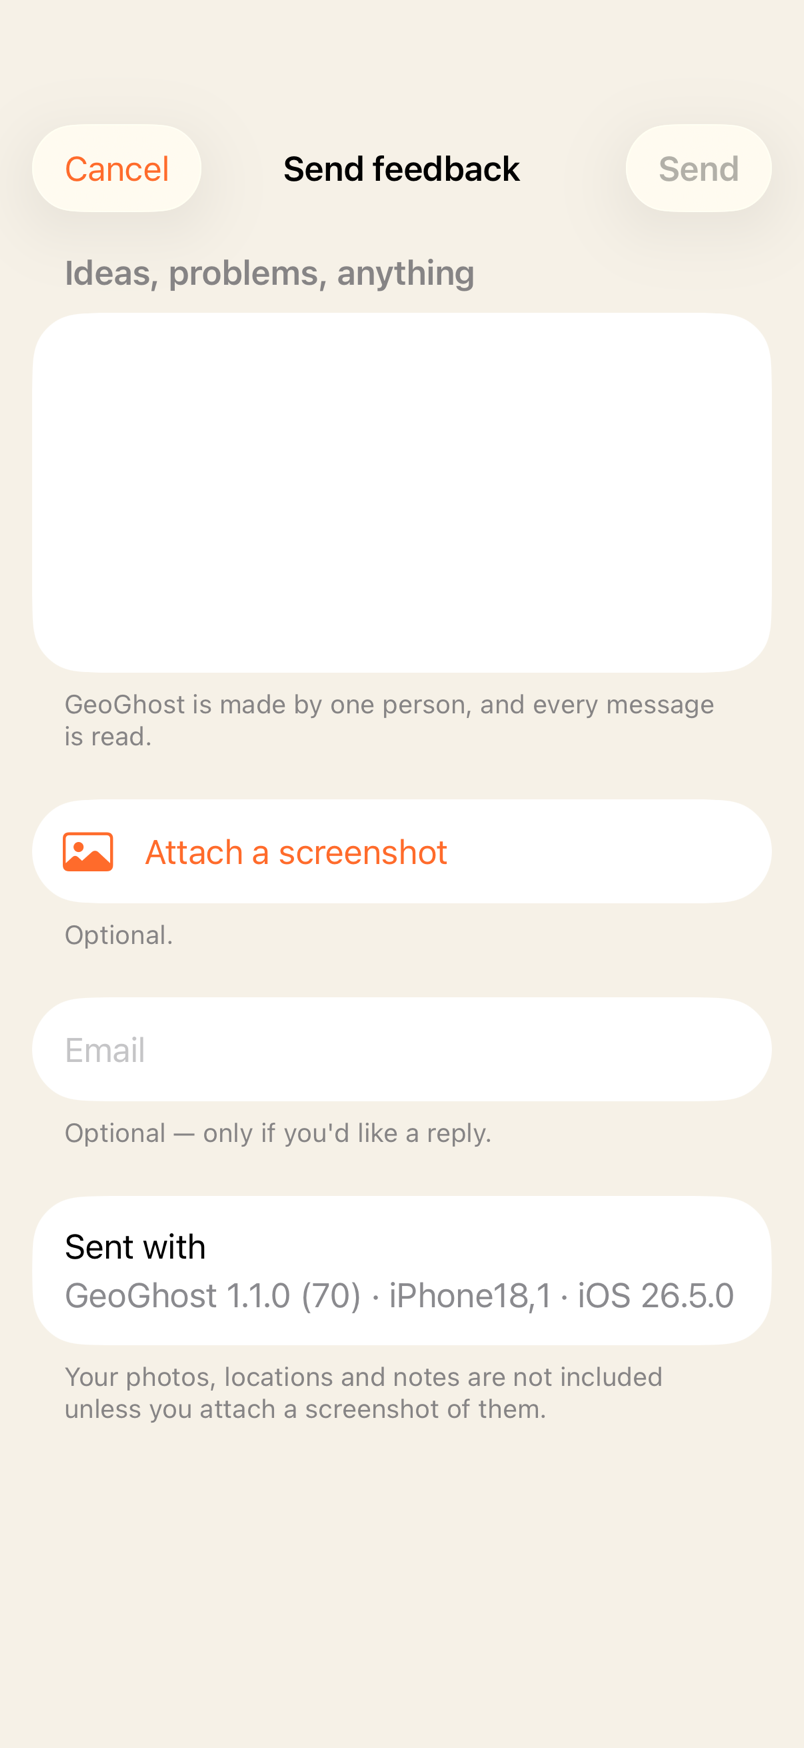 Cancel
Send feedback
Send
Ideas, problems, anything
GeoGhost is made by one person, and every message
is read.
Attach a screenshot
Optional.
Email
Optional — only if you'd like a reply.
Sent with
GeoGhost 1.1.0 (70) · iPhone18,1 · iOS 26.5.0
Your photos, locations and notes are not included
unless you attach a screenshot of them.